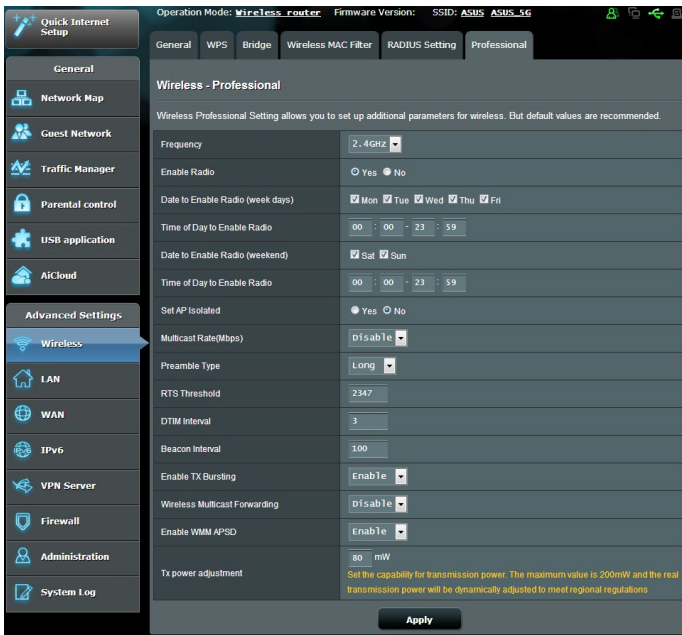 Quick Internet
Setup
General
Network Map
Guest Network
Traffic Manager
Parental control
USB application
AiCloud
Advanced Settings
Wireless
LAN
WAN
IPv6
VPN Server
Firewall
Administration
System Log
Operation Mode: Wireless router Firmware Version: SSID: ASUS ASUS_5G
General WPS Bridge Wireless MAC Filter RADIUS Setting Professional
Wireless - Professional
Wireless Professional Setting allows you to set up additional parameters for wireless. But default values are recommended.
Frequency 2.4GHz
Enable Radio Yes No
Date to Enable Radio (week days) Mon Tue Wed Thu Fri
Time of Day to Enable Radio 00 : 00 - 23 : 59
Date to Enable Radio (weekend) Sat Sun
Time of Day to Enable Radio 00 : 00 - 23 : 59
Set AP Isolated Yes No
Multicast Rate(Mbps) Disable
Preamble Type Long
RTS Threshold 2347
DTIM Interval 3
Beacon Interval 100
Enable TX Bursting Enable
Wireless Multicast Forwarding Disable
Enable WMM APSD Enable
Tx power adjustment 80 mW
Set the capability for transmission power. The maximum value is 200mW and the real
transmission power will be dynamically adjusted to meet regional regulations
Apply